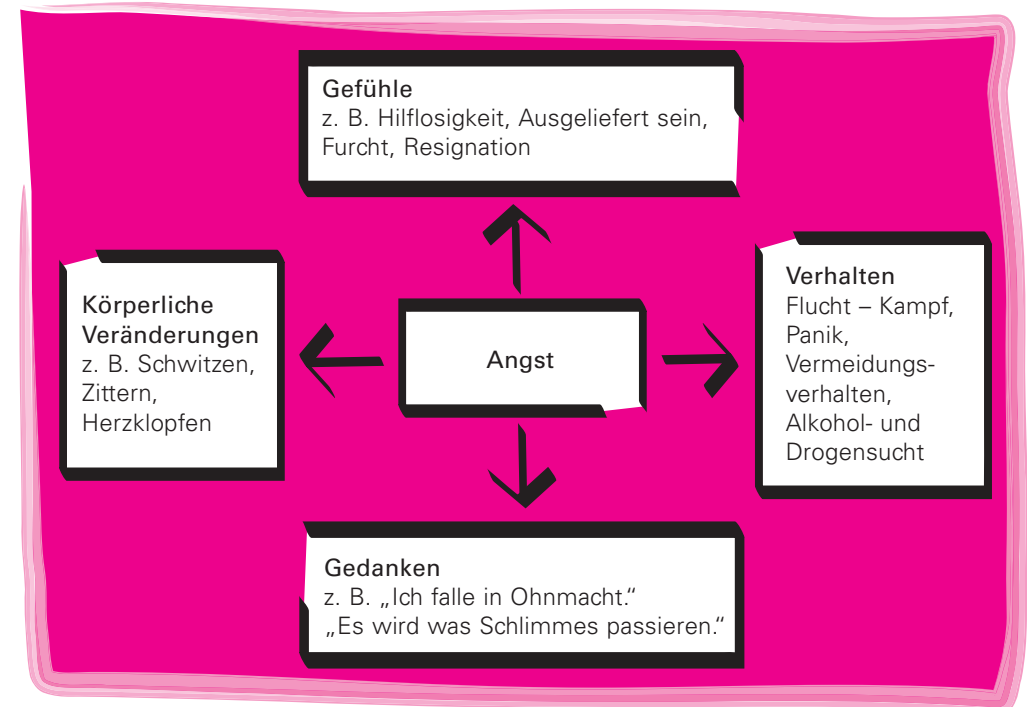 Gefühle
z. B. Hilflosigkeit, Ausgeliefert sein,
Furcht, Resignation
Körperliche
Veränderungen
z. B. Schwitzen,
Zittern,
Herzklopfen
Angst
Verhalten
Flucht – Kampf,
Panik,
Vermeidungs-
verhalten,
Alkohol- und
Drogensucht
Gedanken
z. B. „Ich falle in Ohnmacht.“
„Es wird was Schlimmes passieren.“